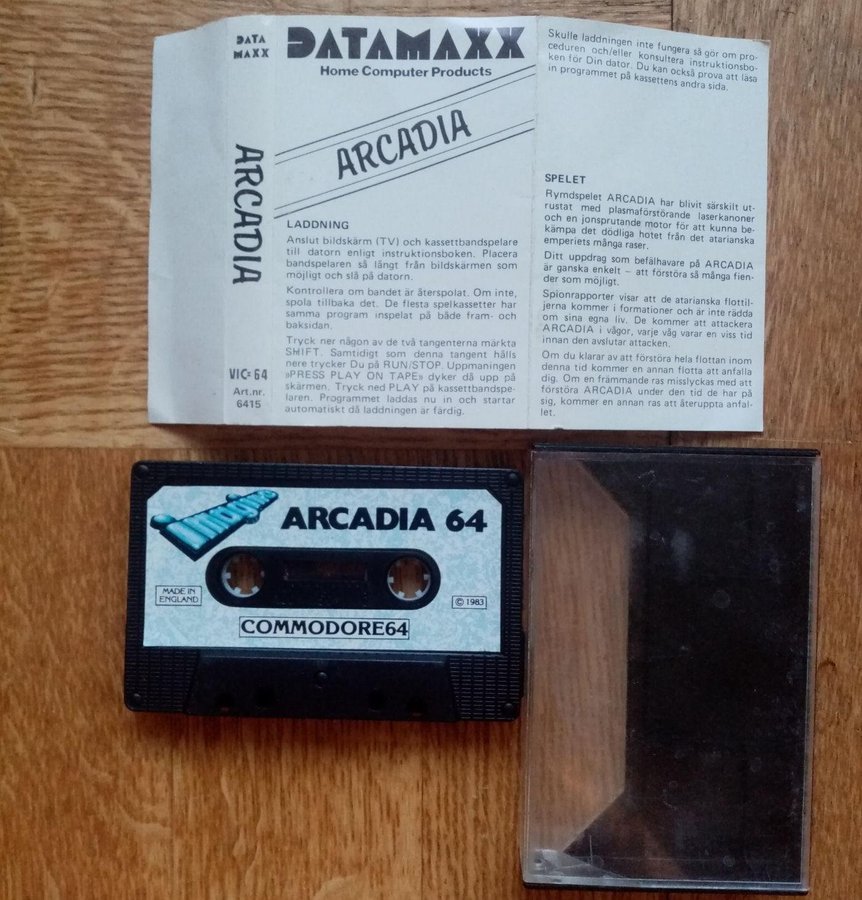 DATA
MAXX
ARCADIA
VIC-64
Art.nr.
6415
DATAMAXX
Home Computer Products
ARCADIA
LADDNING
Anslut bildskärm (TV) och kassettbandspelare
till datorn enligt instruktionsboken. Placera
bandspelaren så långt från bildskärmen som
möjligt och slå på datorn.
Kontrollera om bandet är återspolat. Om inte,
spola tillbaka det. De flesta spelkassetter har
samma program inspelat på både fram- och
baksidan.
Tryck ner någon av de två tangenterna märkta
SHIFT. Samtidigt som denna tangent hålls
nere trycker Du på RUN/STOP. Uppmaningen
»PRESS PLAY ON TAPE» dyker då upp på
skärmen. Tryck ned PLAY på kassettbandspe-
laren. Programmet laddas nu in och startar
automatiskt då laddningen är färdig.
Skulle laddningen inte fungera så gör om pro-
ceduren och/eller konsultera instruktionsbo-
ken för Din dator. Du kan också prova att läsa
in programmet på kassettens andra sida.
SPELET
Rymdspelet ARCADIA har blivit särskilt ut-
rustat med plasmaförstörande laserkanoner
och en jonsprutande motor för att kunna be-
kämpa det dödliga hotet från det atarianska
emperiets många raser.
Ditt uppdrag som befälhavare på ARCADIA
är ganska enkelt – att förstöra så många fien-
der som möjligt.
Spionrapporter visar att de atarianska flottil-
jerna kommer i formationer och är inte rädda
om sina egna liv. De kommer att attackera
ARCADIA i vågor, varje våg varar en viss tid
innan den avslutar attacken.
Om du klarar av att förstöra hela flottan inom
denna tid kommer en annan flotta att anfalla
dig. Om en främmande ras misslyckas med att
förstöra ARCADIA under den tid de har på
sig, kommer en annan ras att återuppta anfal-
let.
imagine
ARCADIA 64
MADE IN
ENGLAND
© 1983
COMMODORE64